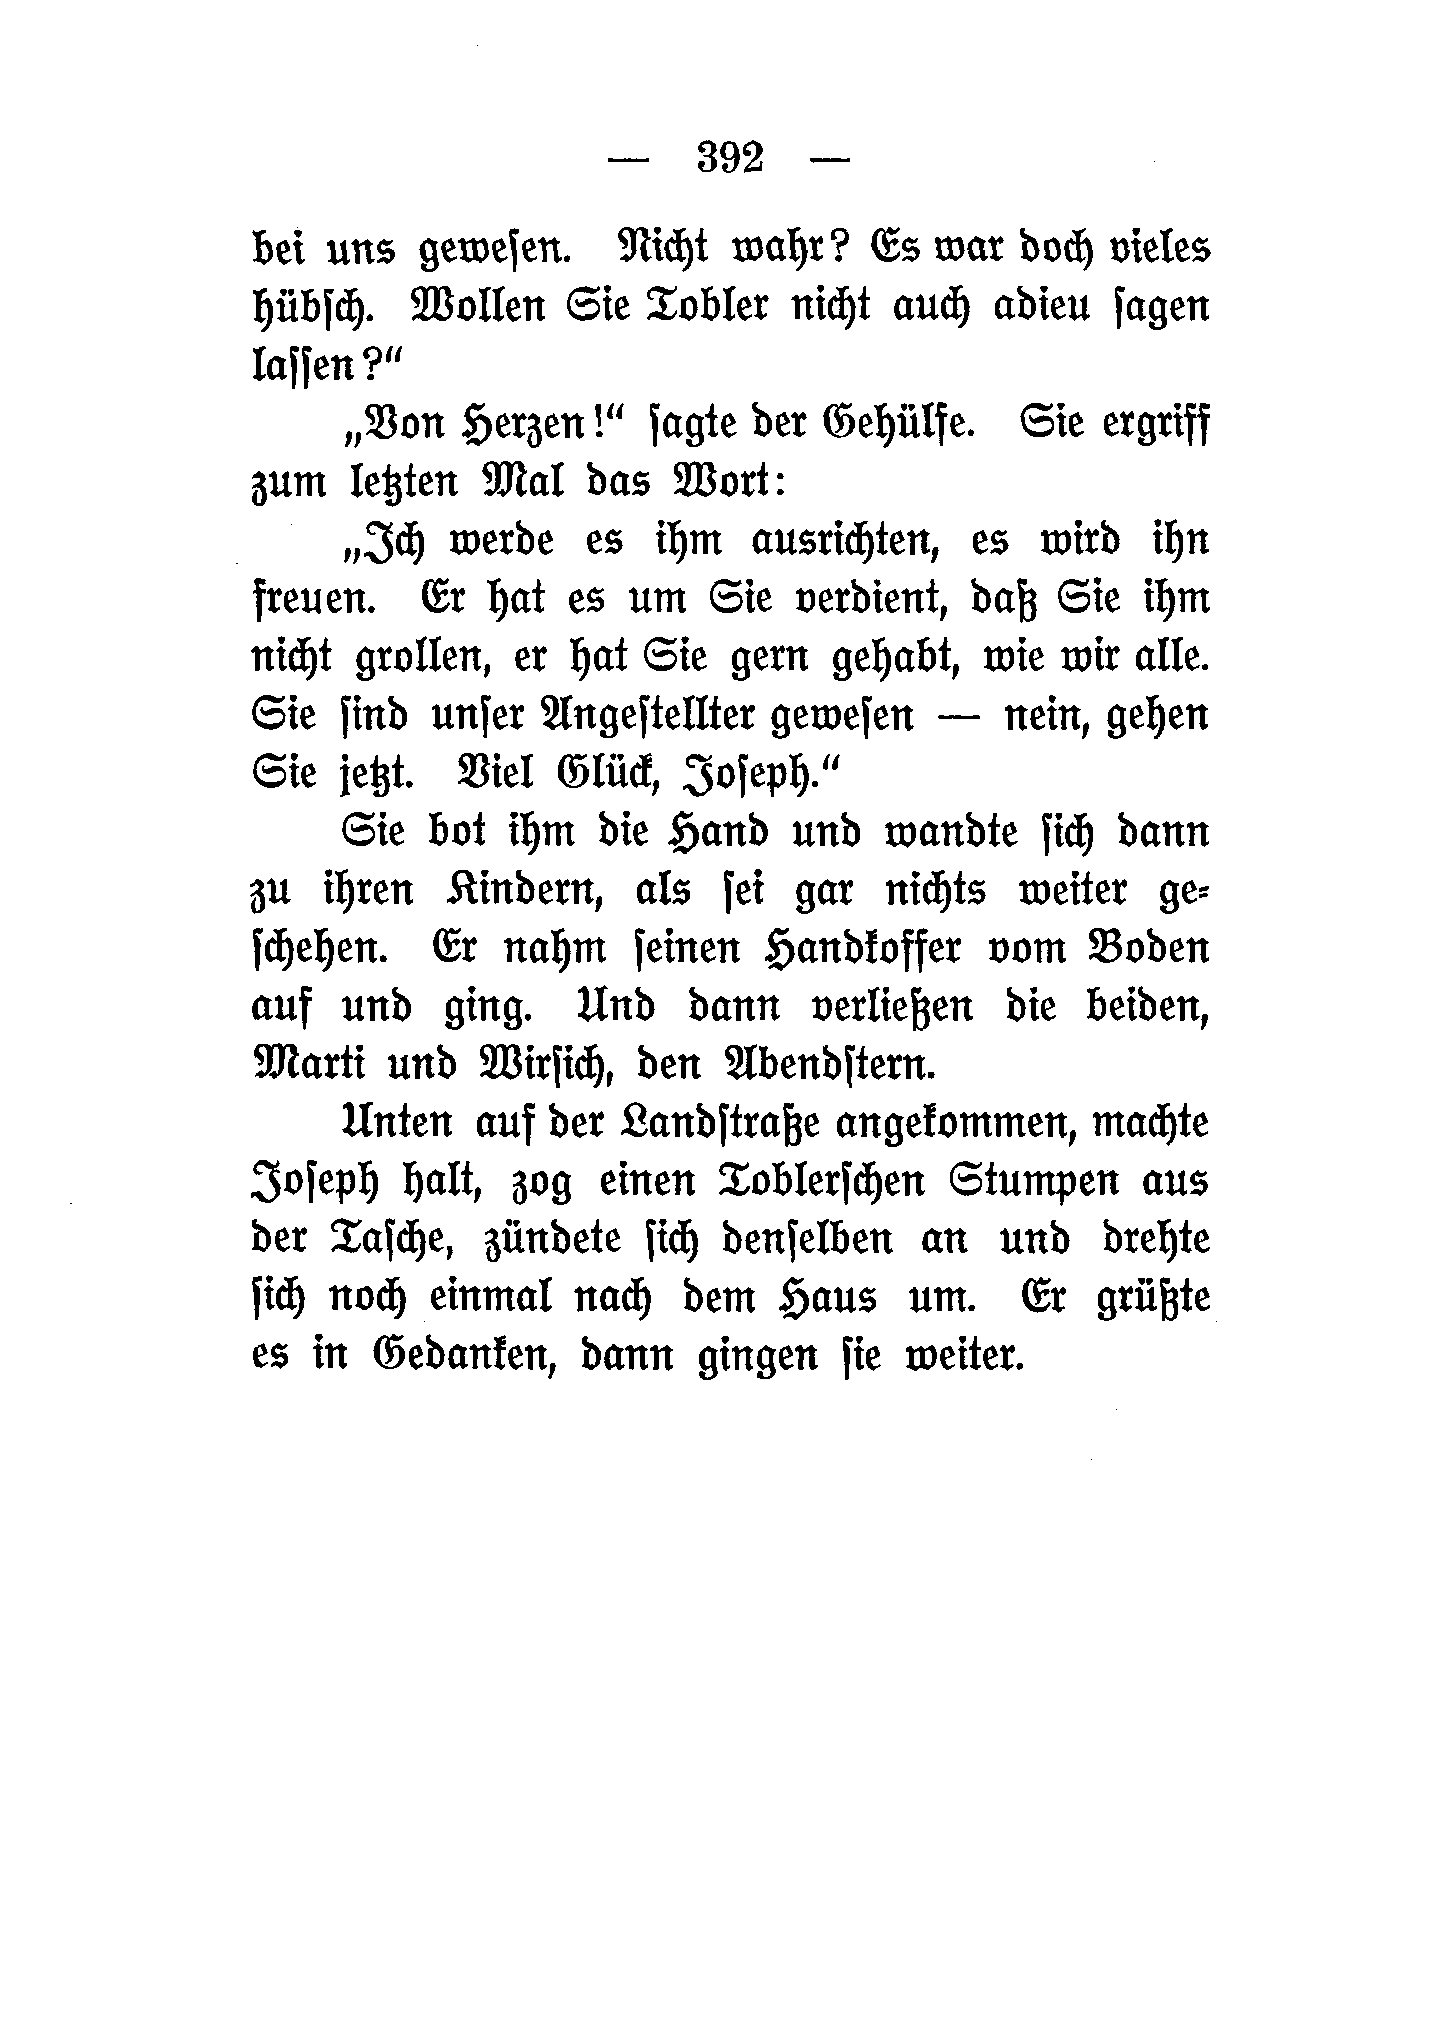 — 392 —
bei uns geweſen. Nicht wahr? Es war doch vieles
hübſch. Wollen Sie Tobler nicht auch adieu ſagen
laſſen?“
„Von Herzen!“ ſagte der Gehülfe. Sie ergriff
zum letzten Mal das Wort:
„Ich werde es ihm ausrichten, es wird ihn
freuen. Er hat es um Sie verdient, daß Sie ihm
nicht grollen, er hat Sie gern gehabt, wie wir alle.
Sie ſind unſer Angeſtellter geweſen — nein, gehen
Sie jetzt. Viel Glück, Joſeph.“
Sie bot ihm die Hand und wandte ſich dann
zu ihren Kindern, als ſei gar nichts weiter ge-
ſchehen. Er nahm ſeinen Handkoffer vom Boden
auf und ging. Und dann verließen die beiden,
Marti und Wirſich, den Abendſtern.
Unten auf der Landſtraße angekommen, machte
Joſeph halt, zog einen Toblerſchen Stumpen aus
der Taſche, zündete ſich denſelben an und drehte
ſich noch einmal nach dem Haus um. Er grüßte
es in Gedanken, dann gingen ſie weiter.